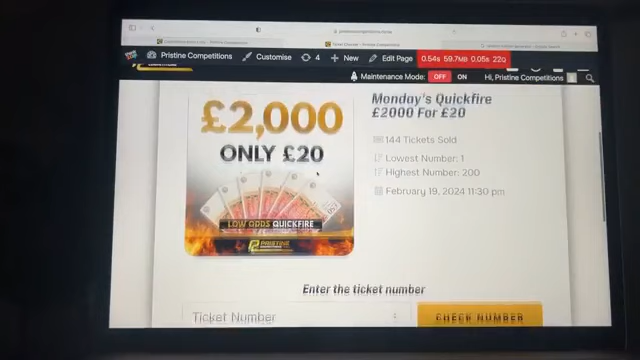 Pristine Competitions Customise 4 New Edit Page 0.54s 59.7MB 0.05s 22Q
Maintenance Mode: OFF ON Hi, Pristine Competitions
£2,000
ONLY £20
LOW ODDS QUICKFIRE
PRISTINE
Monday's Quickfire
£2000 For £20
144 Tickets Sold
Lowest Number: 1
Highest Number: 200
February 19, 2024 11:30 pm
Enter the ticket number
Ticket Number
CHECK NUMBER